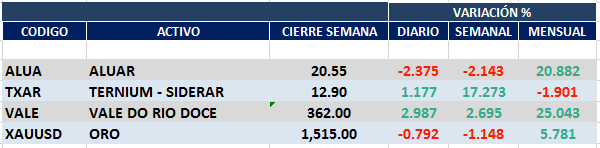 VARIACIÓN %
CODIGO ACTIVO CIERRE SEMANA DIARIO SEMANAL MENSUAL
ALUA ALUAR 20.55 -2.375 -2.143 20.882
TXAR TERNIUM - SIDERAR 12.90 1.177 17.273 -1.901
VALE VALE DO RIO DOCE 362.00 2.987 2.695 25.043
XAUUSD ORO 1,515.00 -0.792 -1.148 5.781